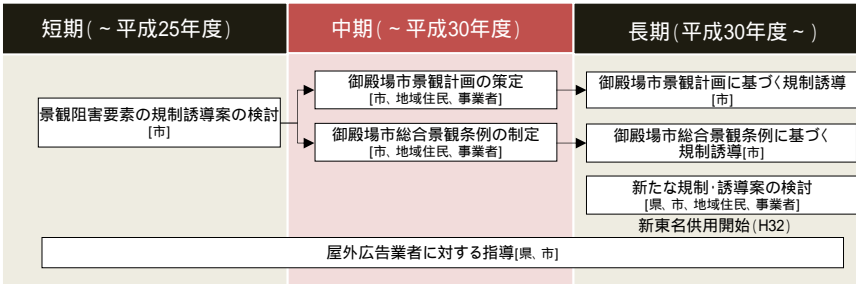 短期(～平成25年度)
中期(～平成30年度)
長期(平成30年度～)
景観阻害要素の規制誘導案の検討
[市]
御殿場市景観計画の策定
[市、地域住民、事業者]
御殿場市総合景観条例の制定
[市、地域住民、事業者]
御殿場市景観計画に基づく規制誘導
[市]
御殿場市総合景観条例に基づく
規制誘導[市]
新たな規制・誘導案の検討
[県、市、地域住民、事業者]
新東名供用開始(H32)
屋外広告業者に対する指導[県、市]